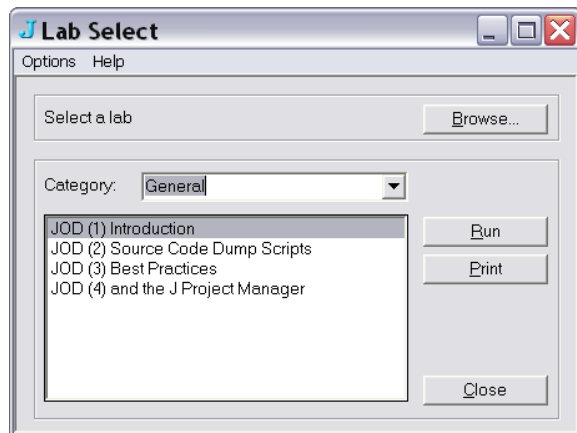 J Lab Select
Options Help
Select a lab
Browse...
Category: General
JOD (1) Introduction
JOD (2) Source Code Dump Scripts
JOD (3) Best Practices
JOD (4) and the J Project Manager
Run
Print
Close